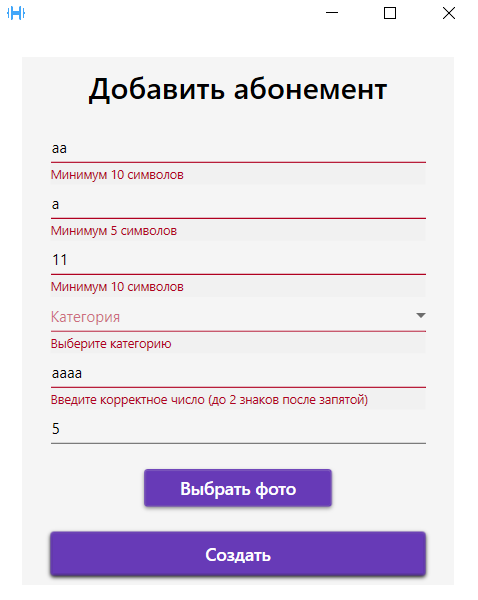 Добавить абонемент
аа
Минимум 10 символов
а
Минимум 5 символов
11
Минимум 10 символов
Категория
Выберите категорию
аааа
Введите корректное число (до 2 знаков после запятой)
5
Выбрать фото
Создать